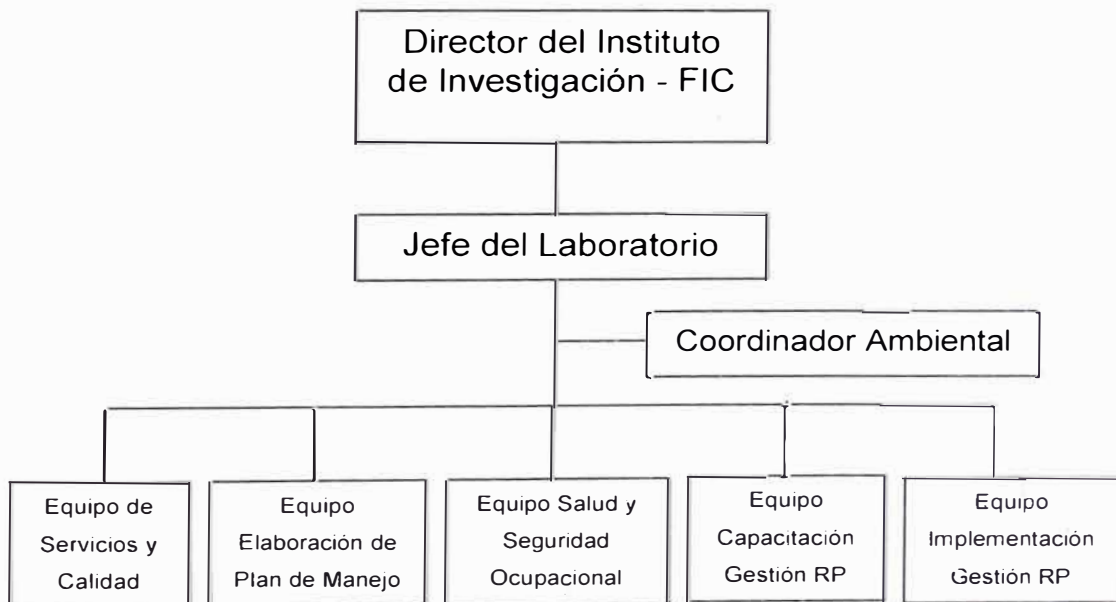 Director del Instituto
de Investigación - FIC
Jefe del Laboratorio
Coordinador Ambiental
Equipo de
Servicios y
Calidad
Equipo
Elaboración de
Plan de Manejo
Equipo Salud y
Seguridad
Ocupacional
Equipo
Capacitación
Gestión RP
Equipo
Implementación
Gestión RP